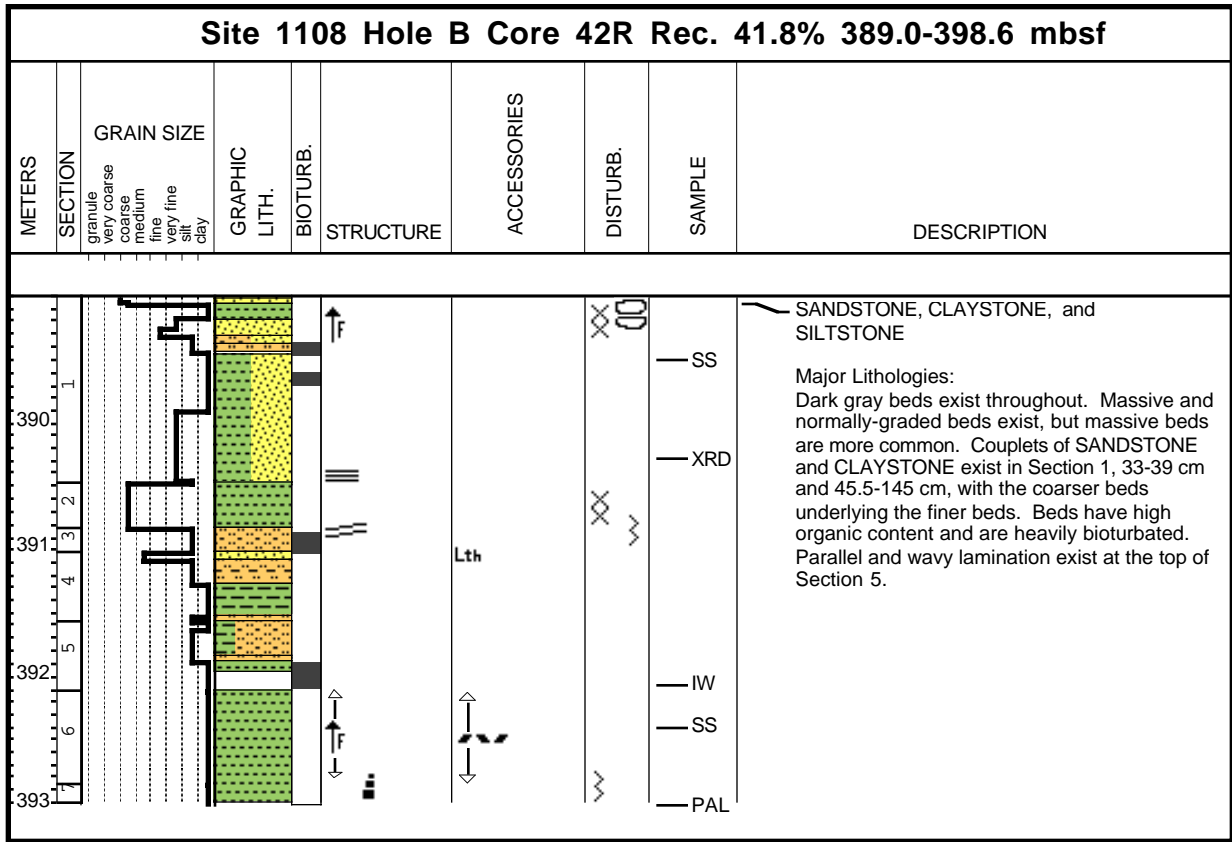 Site 1108 Hole B Core 42R Rec. 41.8% 389.0-398.6 mbsf
METERS
SECTION
GRAIN SIZE
granule
very coarse
coarse
medium
fine
very fine
silt
clay
GRAPHIC
LITH.
BIOTURB.
STRUCTURE
ACCESSORIES
DISTURB.
SAMPLE
DESCRIPTION
F
SANDSTONE, CLAYSTONE, and
SILTSTONE
SS
1
Major Lithologies:
Dark gray beds exist throughout. Massive and
390
normally-graded beds exist, but massive beds
are more common. Couplets of SANDSTONE
XRD
and CLAYSTONE exist in Section 1, 33-39 cm
and 45.5-145 cm, with the coarser beds
2
underlying the finer beds. Beds have high
organic content and are heavily bioturbated.
3
391
Lth
Parallel and wavy lamination exist at the top of
Section 5.
4
5
392
IW
6
F
SS
7
393
PAL